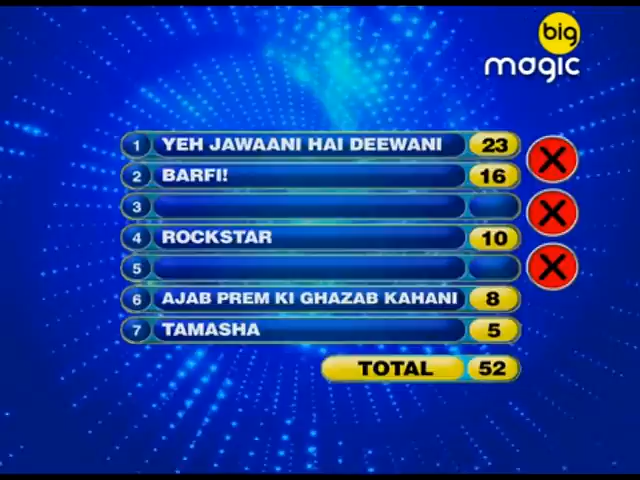 big
magic
1 YEH JAWAANI HAI DEEWANI 23
2 BARFI! 16
3
4 ROCKSTAR 10
5
6 AJAB PREM KI GHAZAB KAHANI 8
7 TAMASHA 5
TOTAL 52